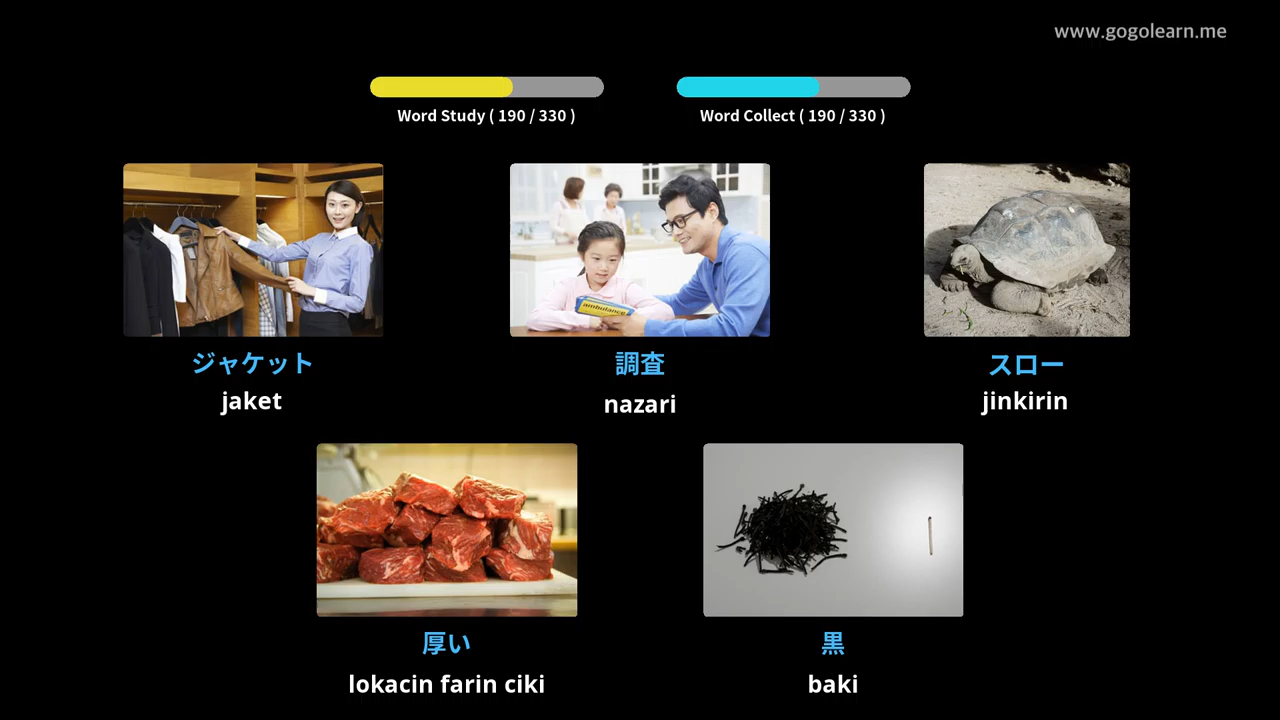 www.gogolearn.me
Word Study ( 190 / 330 )
Word Collect ( 190 / 330 )
ambulance
ジャケット
jaket
調査
nazari
スロー
jinkirin
厚い
lokacin farin ciki
黒
baki